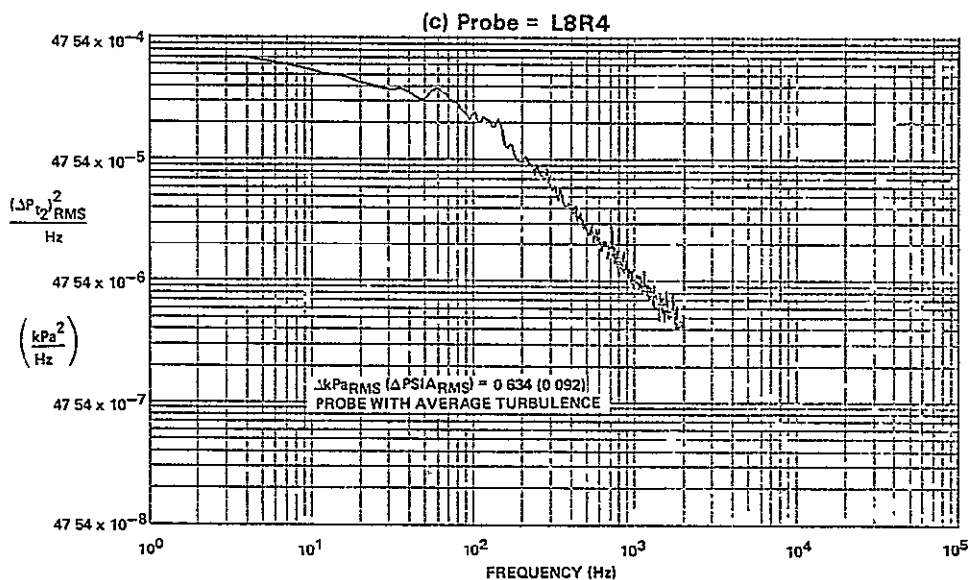 (c) Probe = L8R4
47 54 x 10⁻⁴
47 54 x 10⁻⁵
(ΔPt₂)²RMS
Hz
47 54 x 10⁻⁶
(kPa²
Hz)
ΔkPaRMS (ΔPSIARMS) = 0 634 (0 092)
PROBE WITH AVERAGE TURBULENCE
47 54 x 10⁻⁷
47 54 x 10⁻⁸
10⁰ 10¹ 10² 10³ 10⁴ 10⁵
FREQUENCY (Hz)